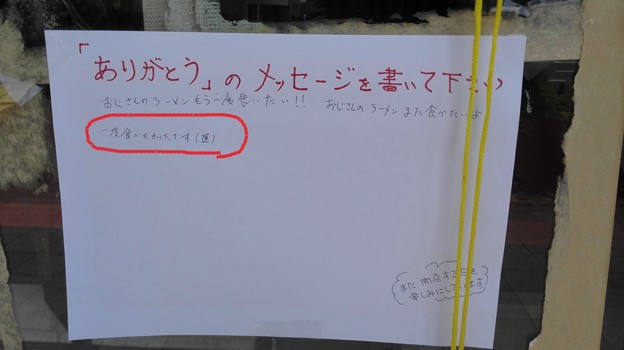 「ありがとう」のメッセージを書いて下さい
おじさんのラーメンもう一度食いたい!! おじさんのラーメンまた食べたいよ
一度食べたかったです(蓮)
また開店する日を
楽しみにしています